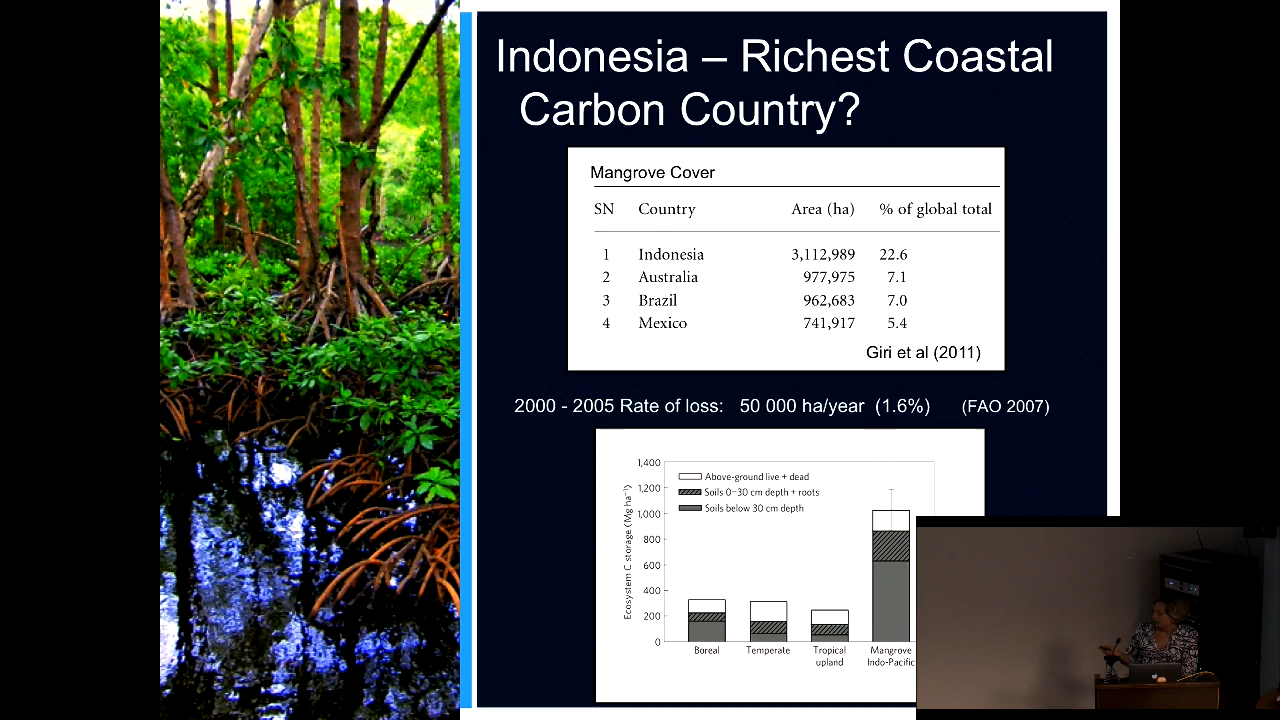 Indonesia – Richest Coastal
Carbon Country?
Mangrove Cover
SN Country Area (ha) % of global total
1 Indonesia 3,112,989 22.6
2 Australia 977,975 7.1
3 Brazil 962,683 7.0
4 Mexico 741,917 5.4
Giri et al (2011)
2000 - 2005 Rate of loss: 50 000 ha/year (1.6%) (FAO 2007)
Ecosystem C storage (Mg ha⁻¹)
1,400
1,200
1,000
800
600
400
200
0
Above-ground live + dead
Soils 0–30 cm depth + roots
Soils below 30 cm depth
Boreal
Temperate
Tropical
upland
Mangrove
Indo-Pacific